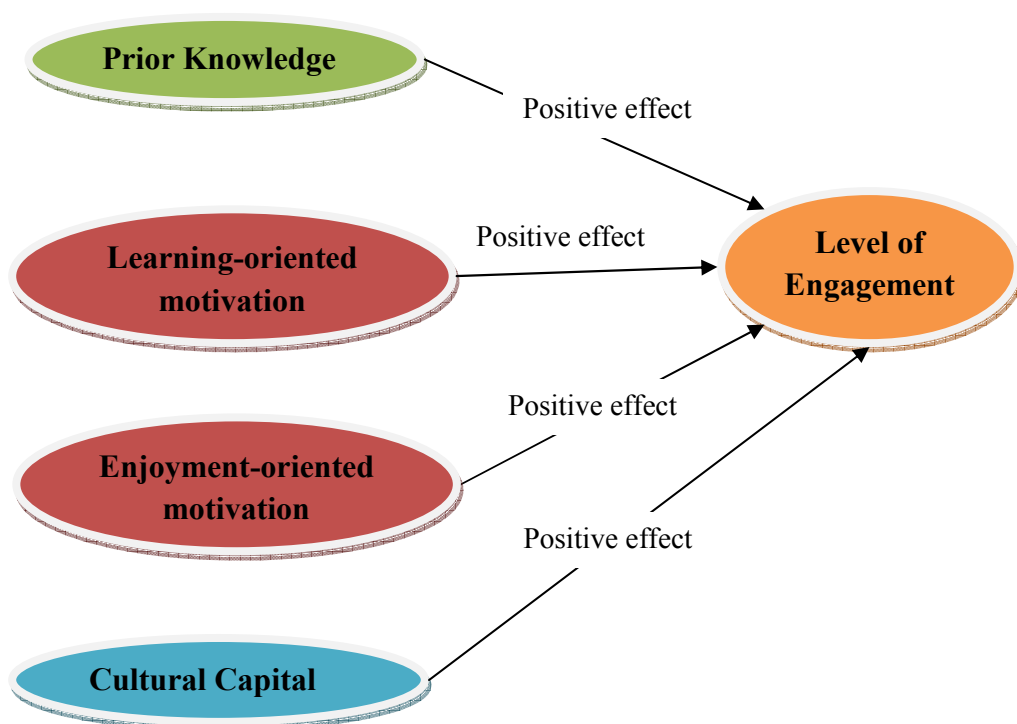 Prior Knowledge
Positive effect
Learning-oriented
motivation
Positive effect
Level of
Engagement
Enjoyment-oriented
motivation
Positive effect
Positive effect
Cultural Capital